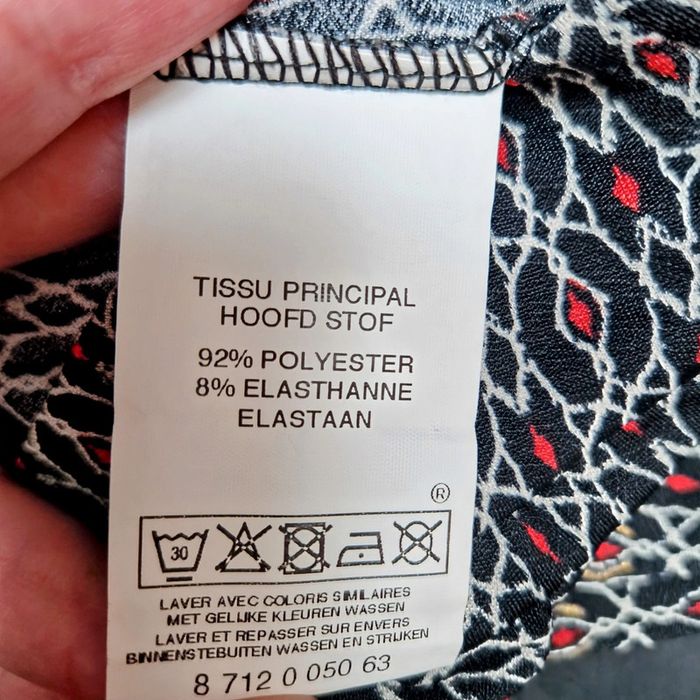 TISSU PRINCIPAL
HOOFD STOF
92% POLYESTER
8% ELASTHANNE
ELASTAAN
®
30
LAVER AVEC COLORIS SIMILAIRES
MET GELIJKE KLEUREN WASSEN
LAVER ET REPASSER SUR ENVERS
BINNENSTEBUITEN WASSEN EN STRIJKEN
8 712 0 050 63